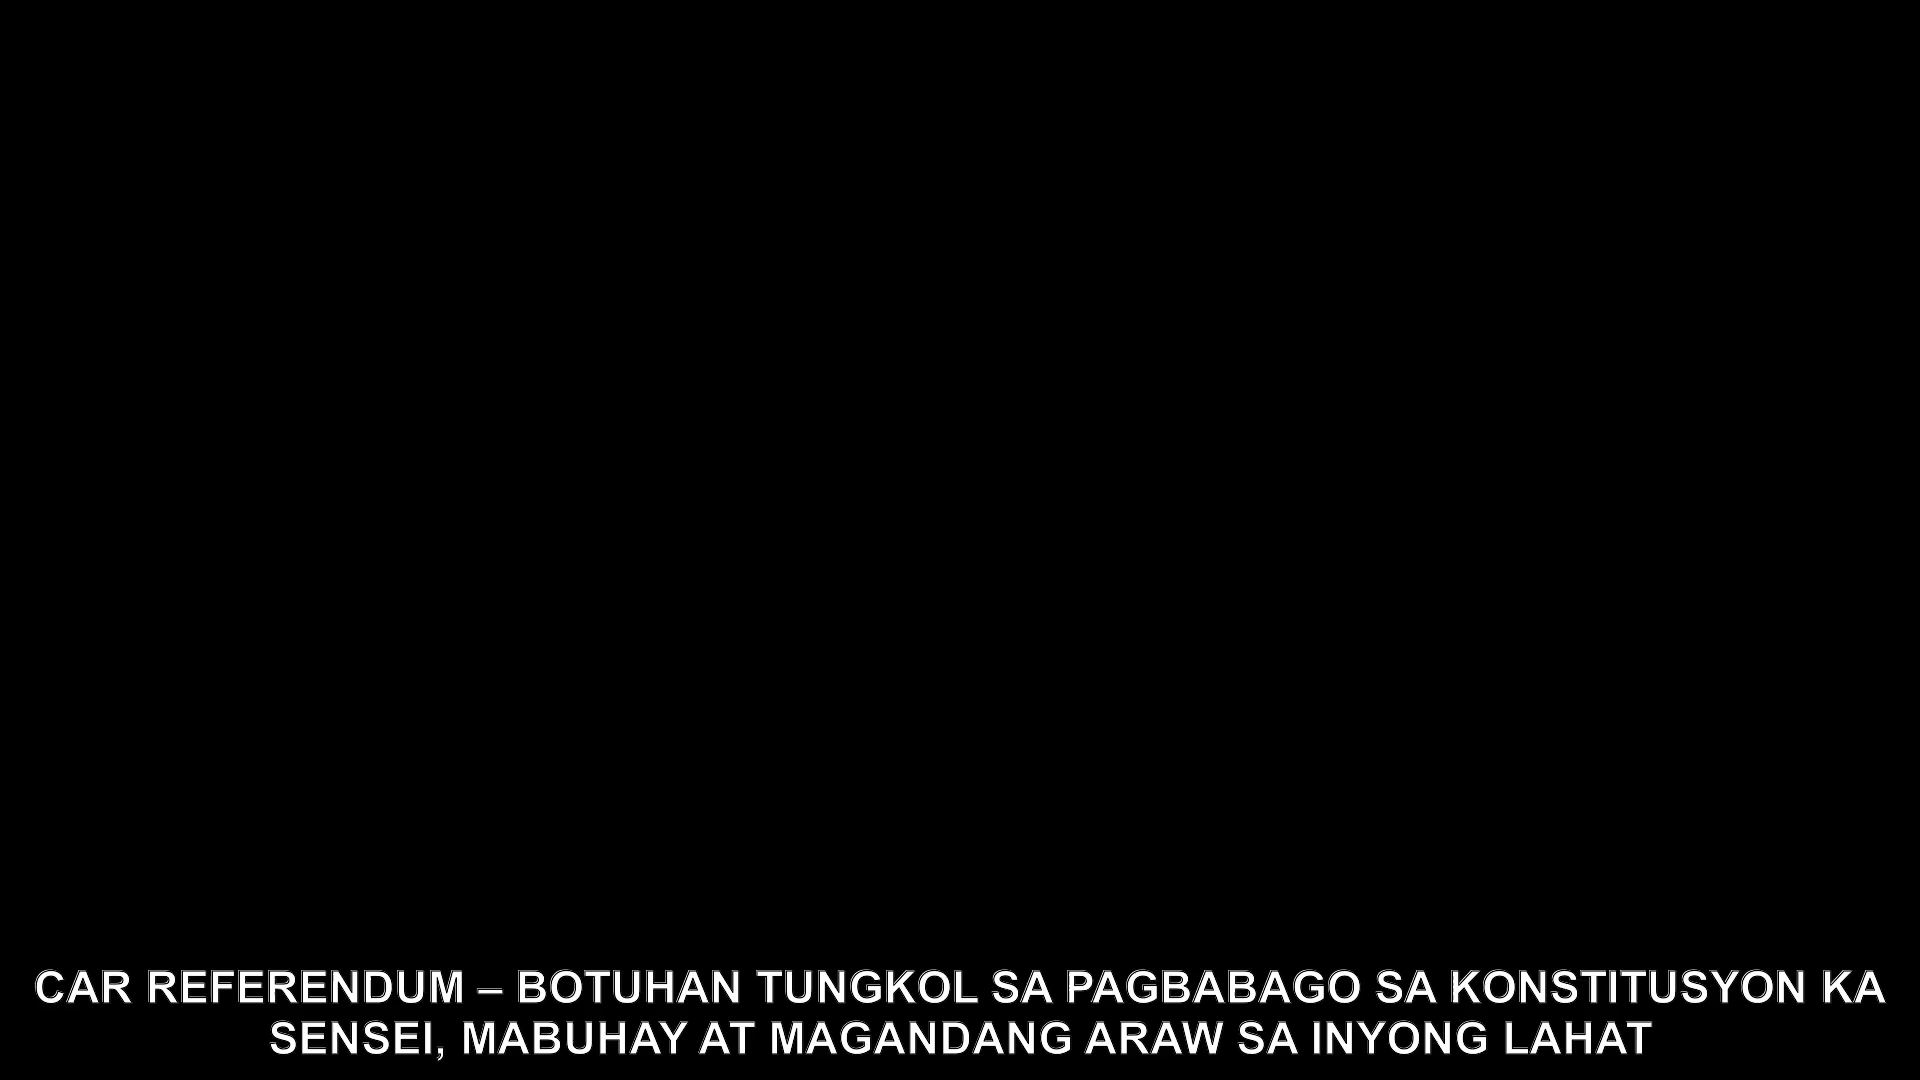 CAR REFERENDUM – BOTUHAN TUNGKOL SA PAGBABAGO SA KONSTITUSYON KA
SENSEI, MABUHAY AT MAGANDANG ARAW SA INYONG LAHAT